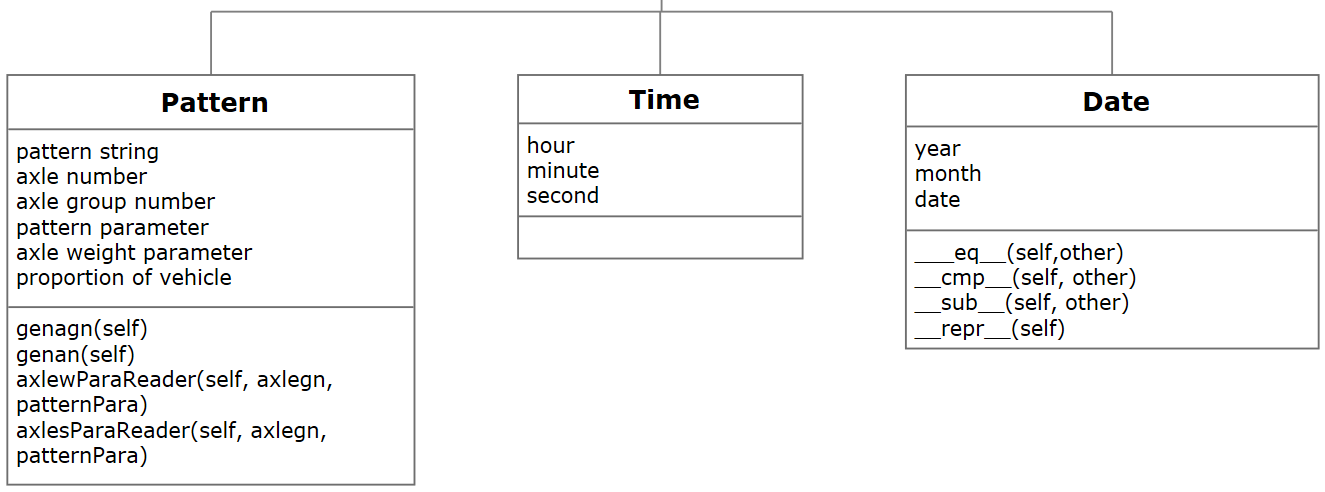 Pattern
pattern string
axle number
axle group number
pattern parameter
axle weight parameter
proportion of vehicle
genagn(self)
genan(self)
axlewParaReader(self, axlegn,
patternPara)
axlesParaReader(self, axlegn,
patternPara)
Time
hour
minute
second
Date
year
month
date
___eq__(self,other)
__cmp__(self, other)
__sub__(self, other)
__repr__(self)